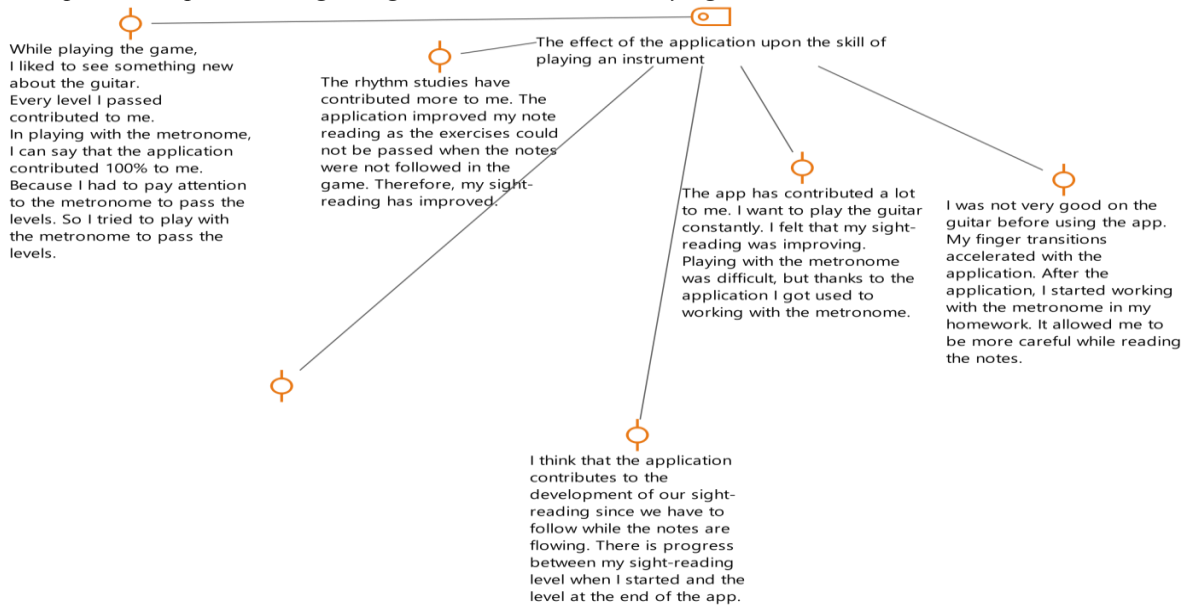 While playing the game,
I liked to see something new
about the guitar.
Every level I passed
contributed to me.
In playing with the metronome,
I can say that the application
contributed 100% to me.
Because I had to pay attention
to the metronome to pass the
levels. So I tried to play with
the metronome to pass the
levels.
The rhythm studies have
contributed more to me. The
application improved my note
reading as the exercises could
not be passed when the notes
were not followed in the
game. Therefore, my sight-
reading has improved.
The effect of the application upon the skill of
playing an instrument
The app has contributed a lot
to me. I want to play the guitar
constantly. I felt that my sight-
reading was improving.
Playing with the metronome
was difficult, but thanks to the
application I got used to
working with the metronome.
I was not very good on the
guitar before using the app.
My finger transitions
accelerated with the
application. After the
application, I started working
with the metronome in my
homework. It allowed me to
be more careful while reading
the notes.
I think that the application
contributes to the
development of our sight-
reading since we have to
follow while the notes are
flowing. There is progress
between my sight-reading
level when I started and the
level at the end of the app.